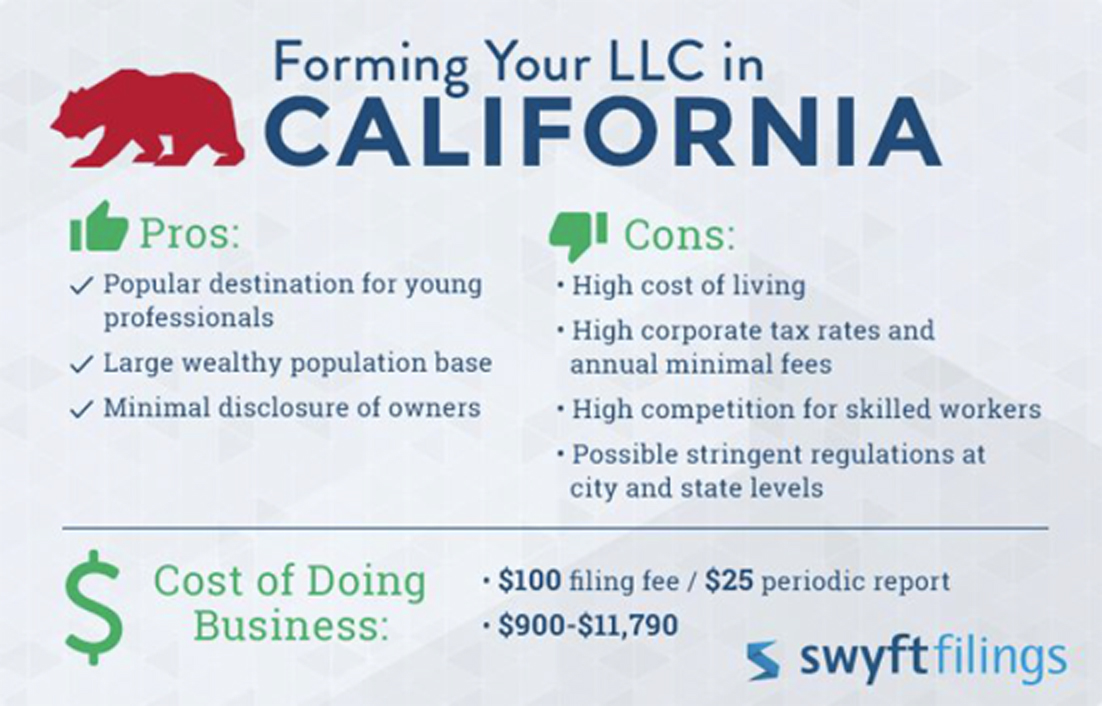 Forming Your LLC in
CALIFORNIA
Pros:
✓ Popular destination for young
professionals
✓ Large wealthy population base
✓ Minimal disclosure of owners
Cons:
• High cost of living
• High corporate tax rates and
annual minimal fees
• High competition for skilled workers
• Possible stringent regulations at
city and state levels
$ Cost of Doing
Business:
• $100 filing fee / $25 periodic report
• $900-$11,790
swyftfilings